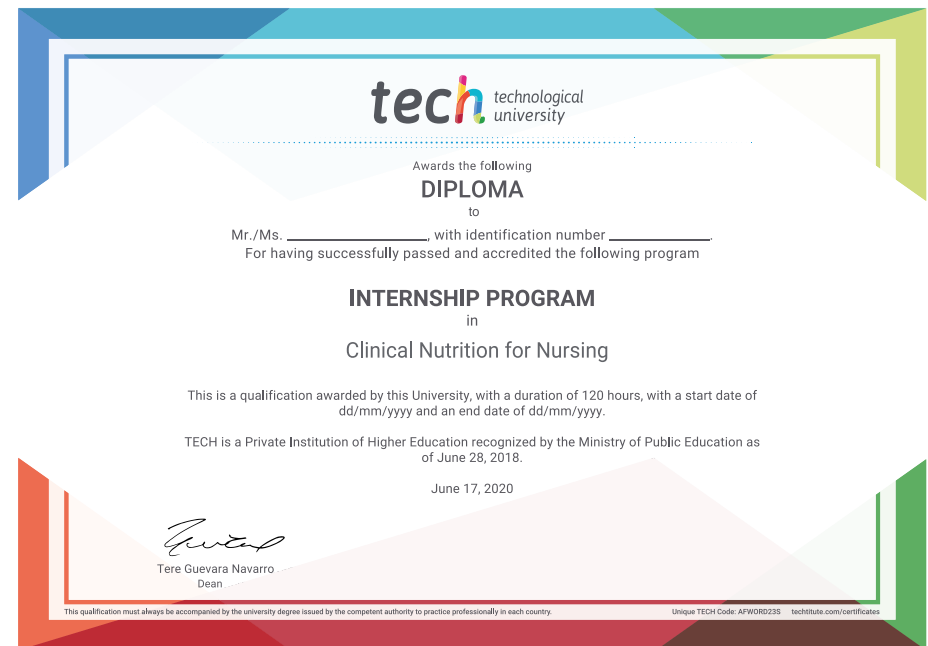 tech technological
university
Awards the following
DIPLOMA
to
Mr./Ms. ____________________, with identification number ______________.
For having successfully passed and accredited the following program
INTERNSHIP PROGRAM
in
Clinical Nutrition for Nursing
This is a qualification awarded by this University, with a duration of 120 hours, with a start date of
dd/mm/yyyy and an end date of dd/mm/yyyy.
TECH is a Private Institution of Higher Education recognized by the Ministry of Public Education as
of June 28, 2018.
June 17, 2020
Tere Guevara Navarro
Dean
This qualification must always be accompanied by the university degree issued by the competent authority to practice professionally in each country.
Unique TECH Code: AFWORD23S techtitute.com/certificates